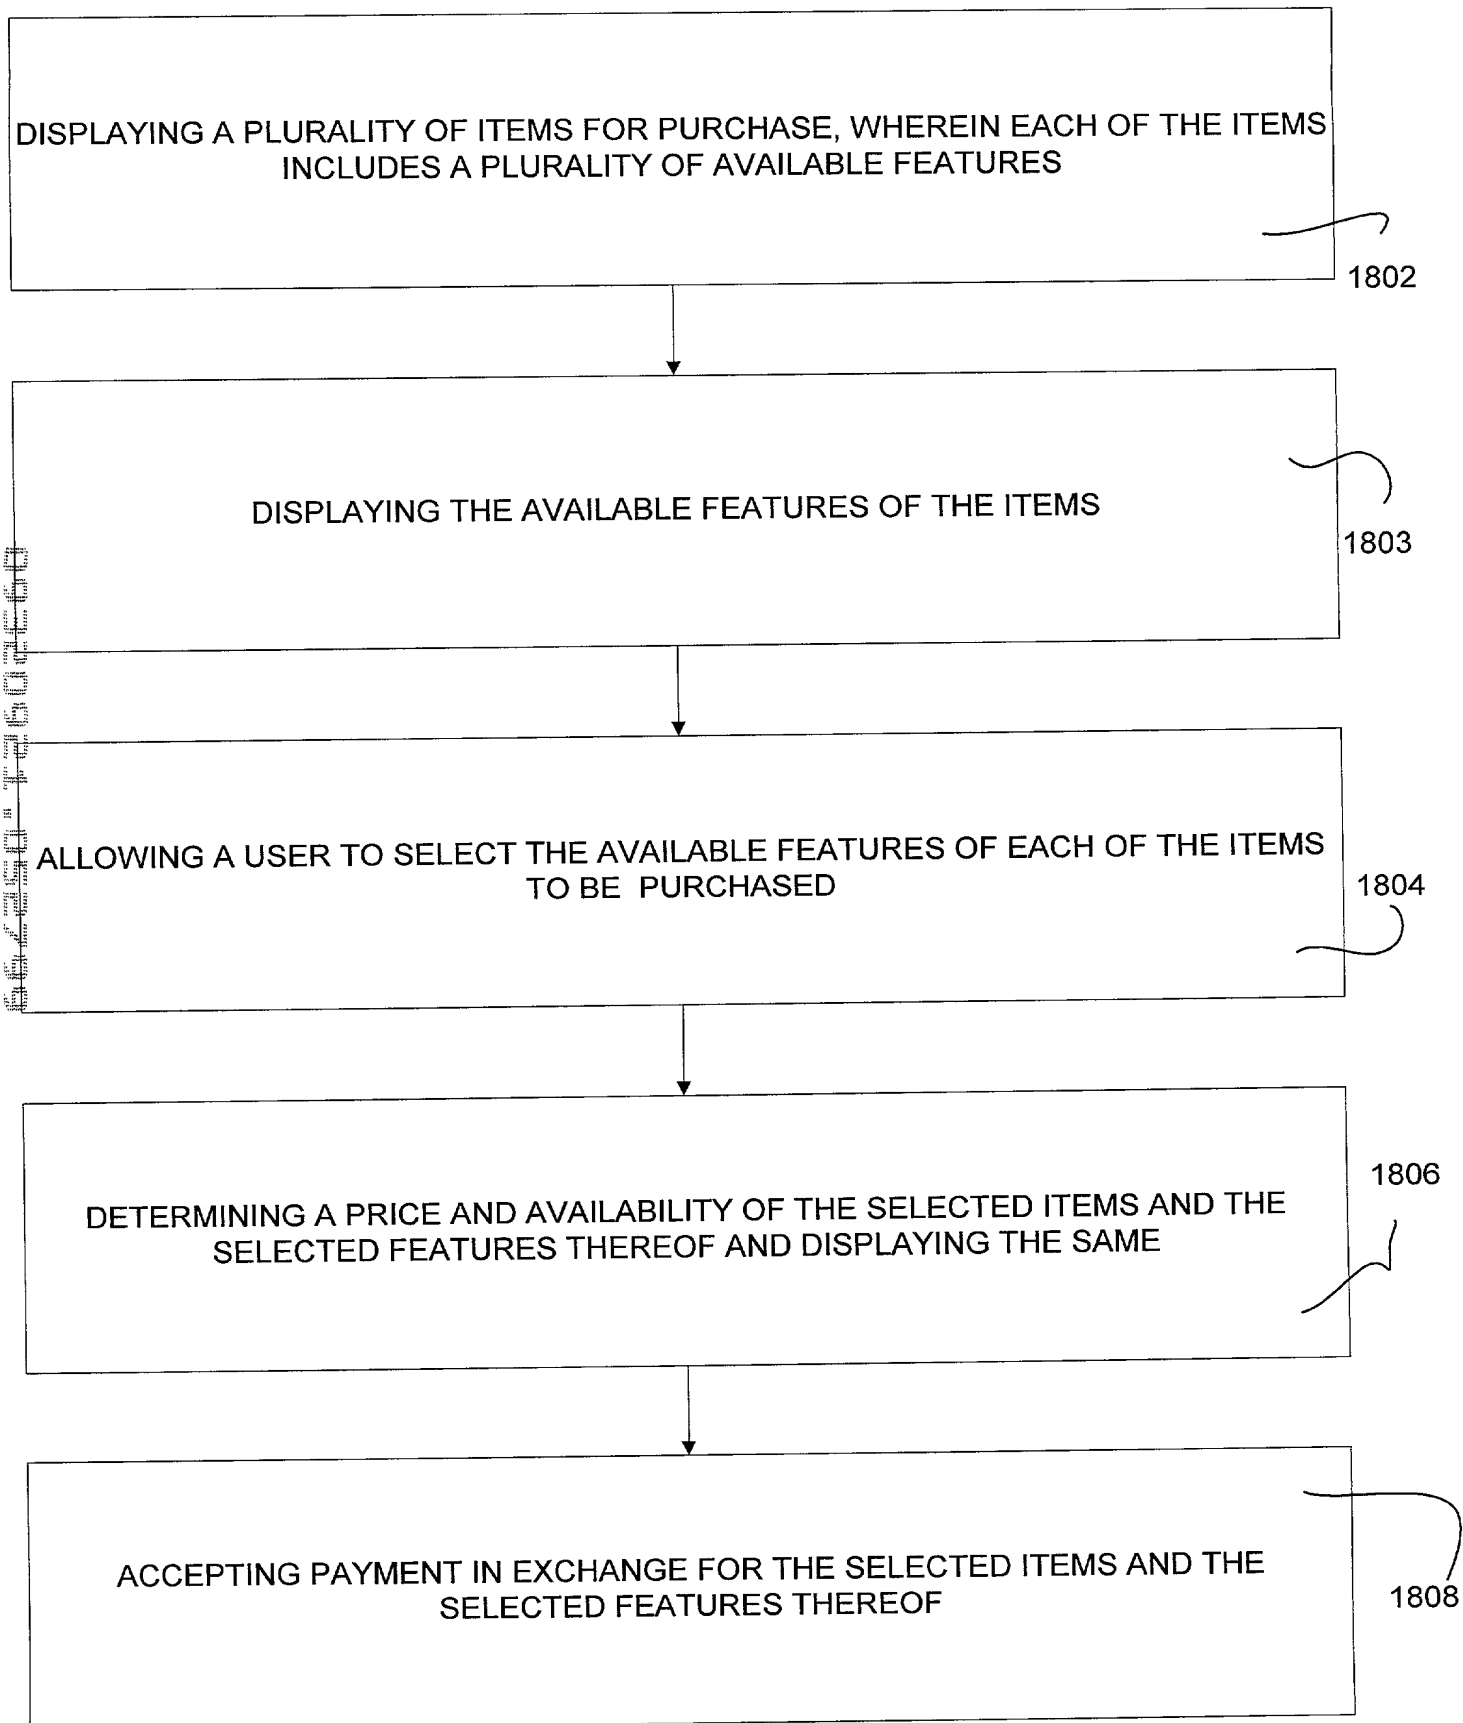 DISPLAYING A PLURALITY OF ITEMS FOR PURCHASE, WHEREIN EACH OF THE ITEMS
INCLUDES A PLURALITY OF AVAILABLE FEATURES
1802
DISPLAYING THE AVAILABLE FEATURES OF THE ITEMS
1803
ALLOWING A USER TO SELECT THE AVAILABLE FEATURES OF EACH OF THE ITEMS
TO BE PURCHASED
1804
DETERMINING A PRICE AND AVAILABILITY OF THE SELECTED ITEMS AND THE
SELECTED FEATURES THEREOF AND DISPLAYING THE SAME
1806
ACCEPTING PAYMENT IN EXCHANGE FOR THE SELECTED ITEMS AND THE
SELECTED FEATURES THEREOF
1808